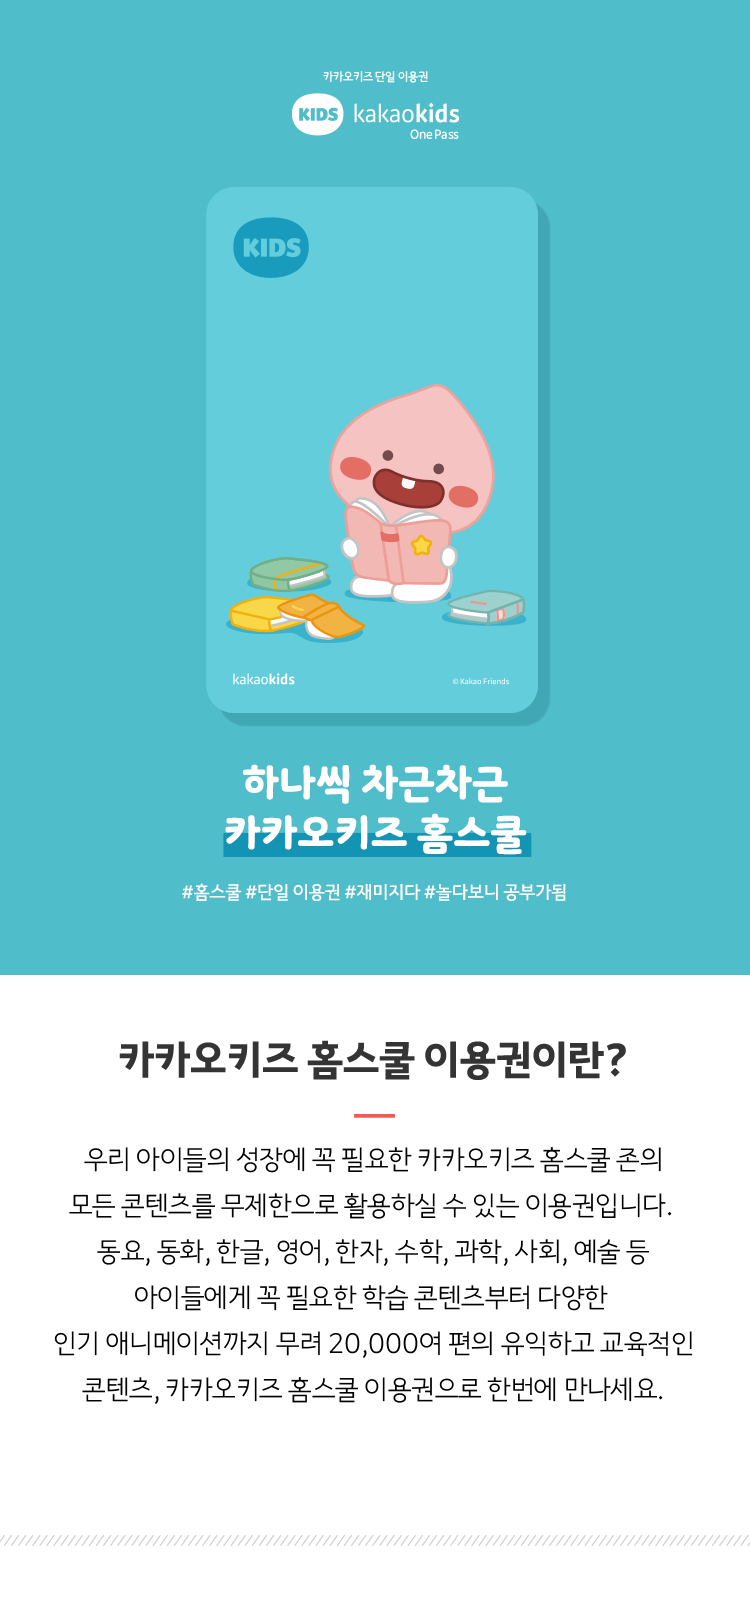 카카오키즈 단일 이용권
KIDS kakaokids
One Pass
KIDS
kakaokids
© Kakao Friends
하나씩 차근차근
카카오키즈 홈스쿨
#홈스쿨 #단일 이용권 #재미지다 #놀다보니 공부가됨
카카오키즈 홈스쿨 이용권이란?
우리 아이들의 성장에 꼭 필요한 카카오키즈 홈스쿨 존의
모든 콘텐츠를 무제한으로 활용하실 수 있는 이용권입니다.
동요, 동화, 한글, 영어, 한자, 수학, 과학, 사회, 예술 등
아이들에게 꼭 필요한 학습 콘텐츠부터 다양한
인기 애니메이션까지 무려 20,000여 편의 유익하고 교육적인
콘텐츠, 카카오키즈 홈스쿨 이용권으로 한번에 만나세요.